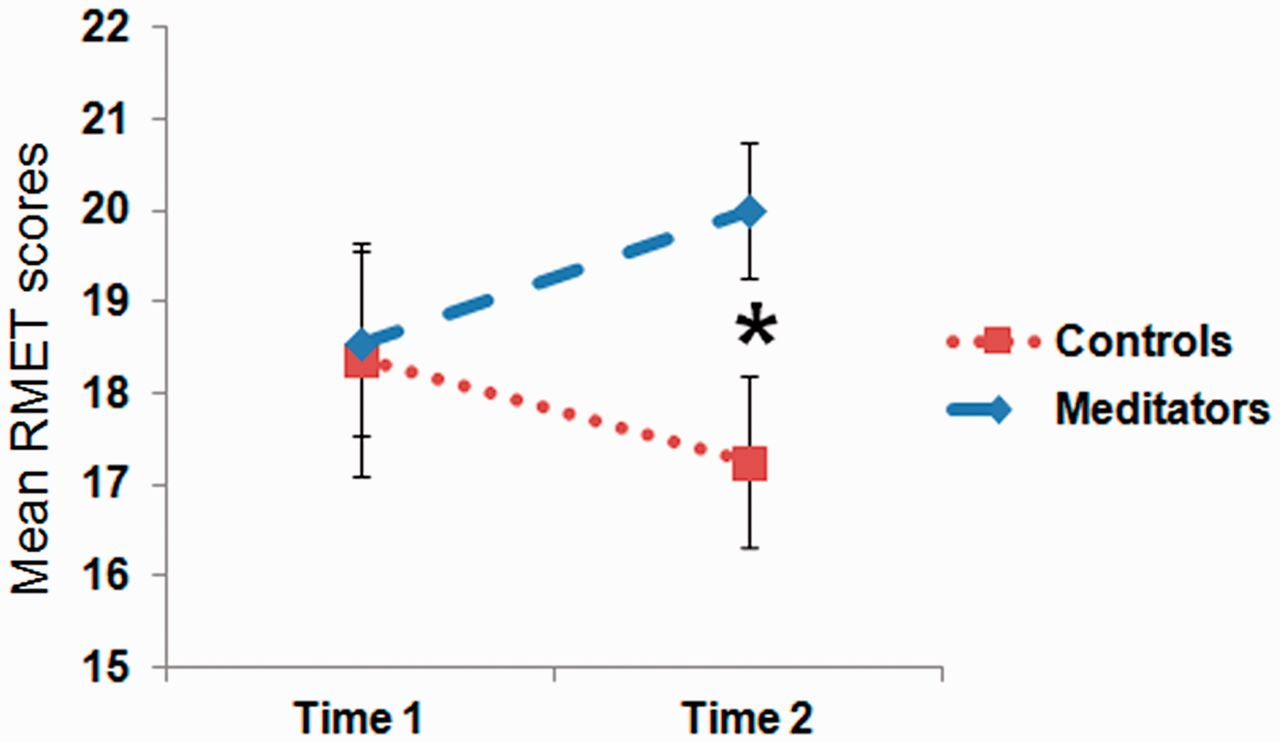 22
21
20
19
18
17
16
15
Mean RMET scores
Time 1
Time 2
*
Controls
Meditators